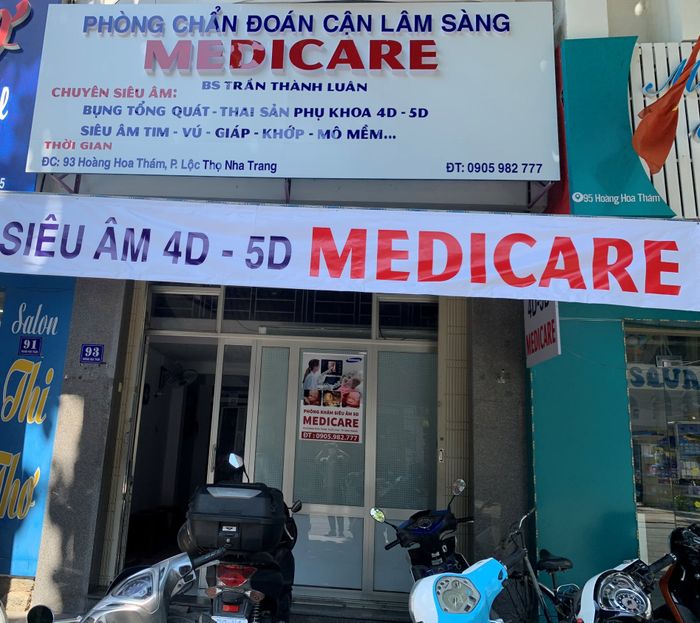 PHÒNG CHẨN ĐOÁN CẬN LÂM SÀNG
MEDICARE
BS TRẦN THÀNH LUÂN
CHUYÊN SIÊU ÂM:
BỤNG TỔNG QUÁT - THAI SẢN PHỤ KHOA 4D - 5D
SIÊU ÂM TIM - VÚ - GIÁP - KHỚP - MÔ MỀM...
THỜI GIAN
ĐC: 93 Hoàng Hoa Thám, P. Lộc Thọ Nha Trang
ĐT: 0905 982 777
95 Hoàng Hoa Thám
SIÊU ÂM 4D - 5D MEDICARE
4D-5D
MEDICARE
Salon
Thi
Thơ
91
93
SAMSUNG
PHÒNG KHÁM SIÊU ÂM 5D
MEDICARE
ĐT : 0905.982.777